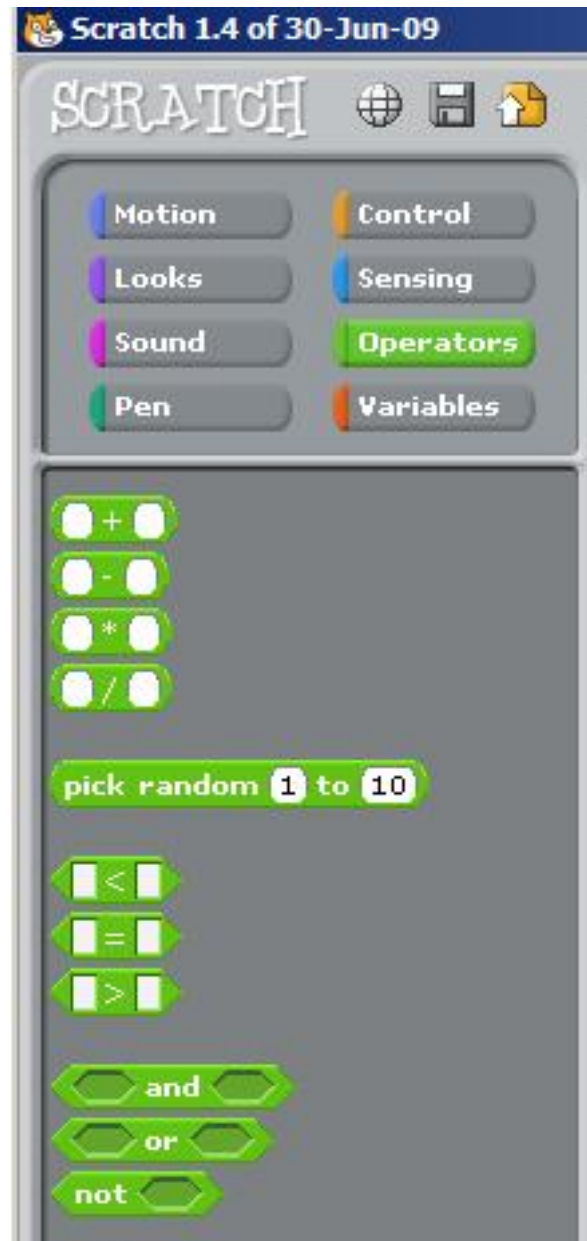 Scratch 1.4 of 30-Jun-09
SCRATCH
Motion Control
Looks Sensing
Sound Operators
Pen Variables
+
-
*
/
pick random 1 to 10
<
=
>
and
or
not